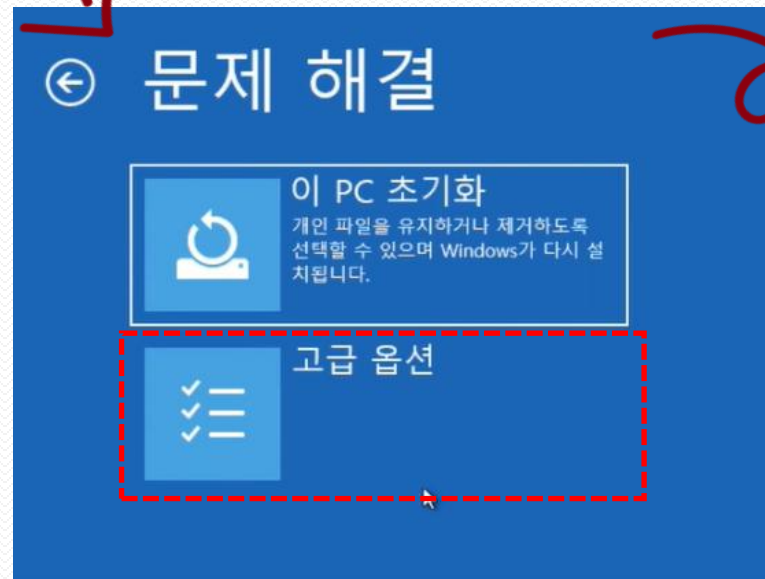 문제 해결
이 PC 초기화
개인 파일을 유지하거나 제거하도록
선택할 수 있으며 Windows가 다시 설
치됩니다.
고급 옵션